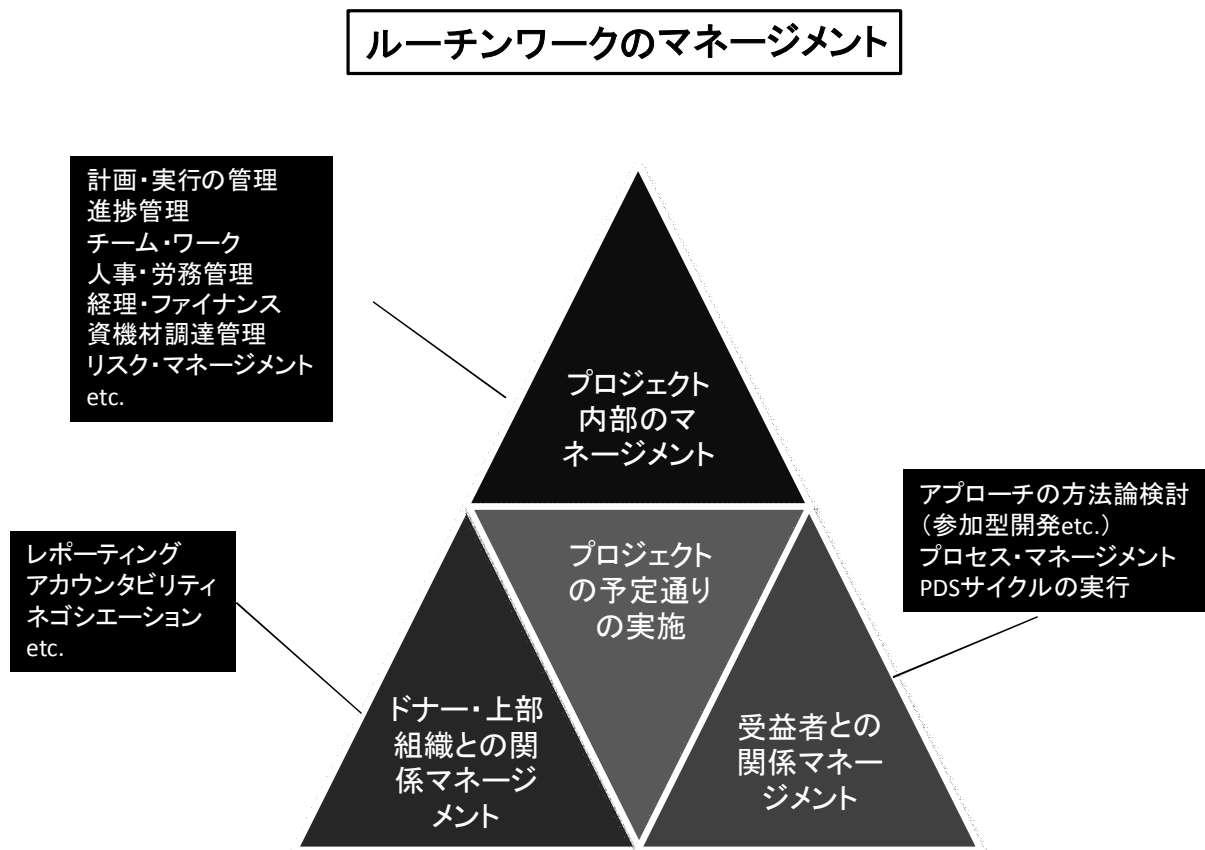 ルーチンワークのマネージメント
計画・実行の管理
進捗管理
チーム・ワーク
人事・労務管理
経理・ファイナンス
資機材調達管理
リスク・マネージメント
etc.
プロジェクト
内部のマ
ネージメント
レポーティング
アカウンタビリティ
ネゴシエーション
etc.
プロジェクト
の予定通り
の実施
アプローチの方法論検討
（参加型開発etc.）
プロセス・マネージメント
PDSサイクルの実行
ドナー・上部
組織との関
係マネージ
メント
受益者との
関係マネー
ジメント